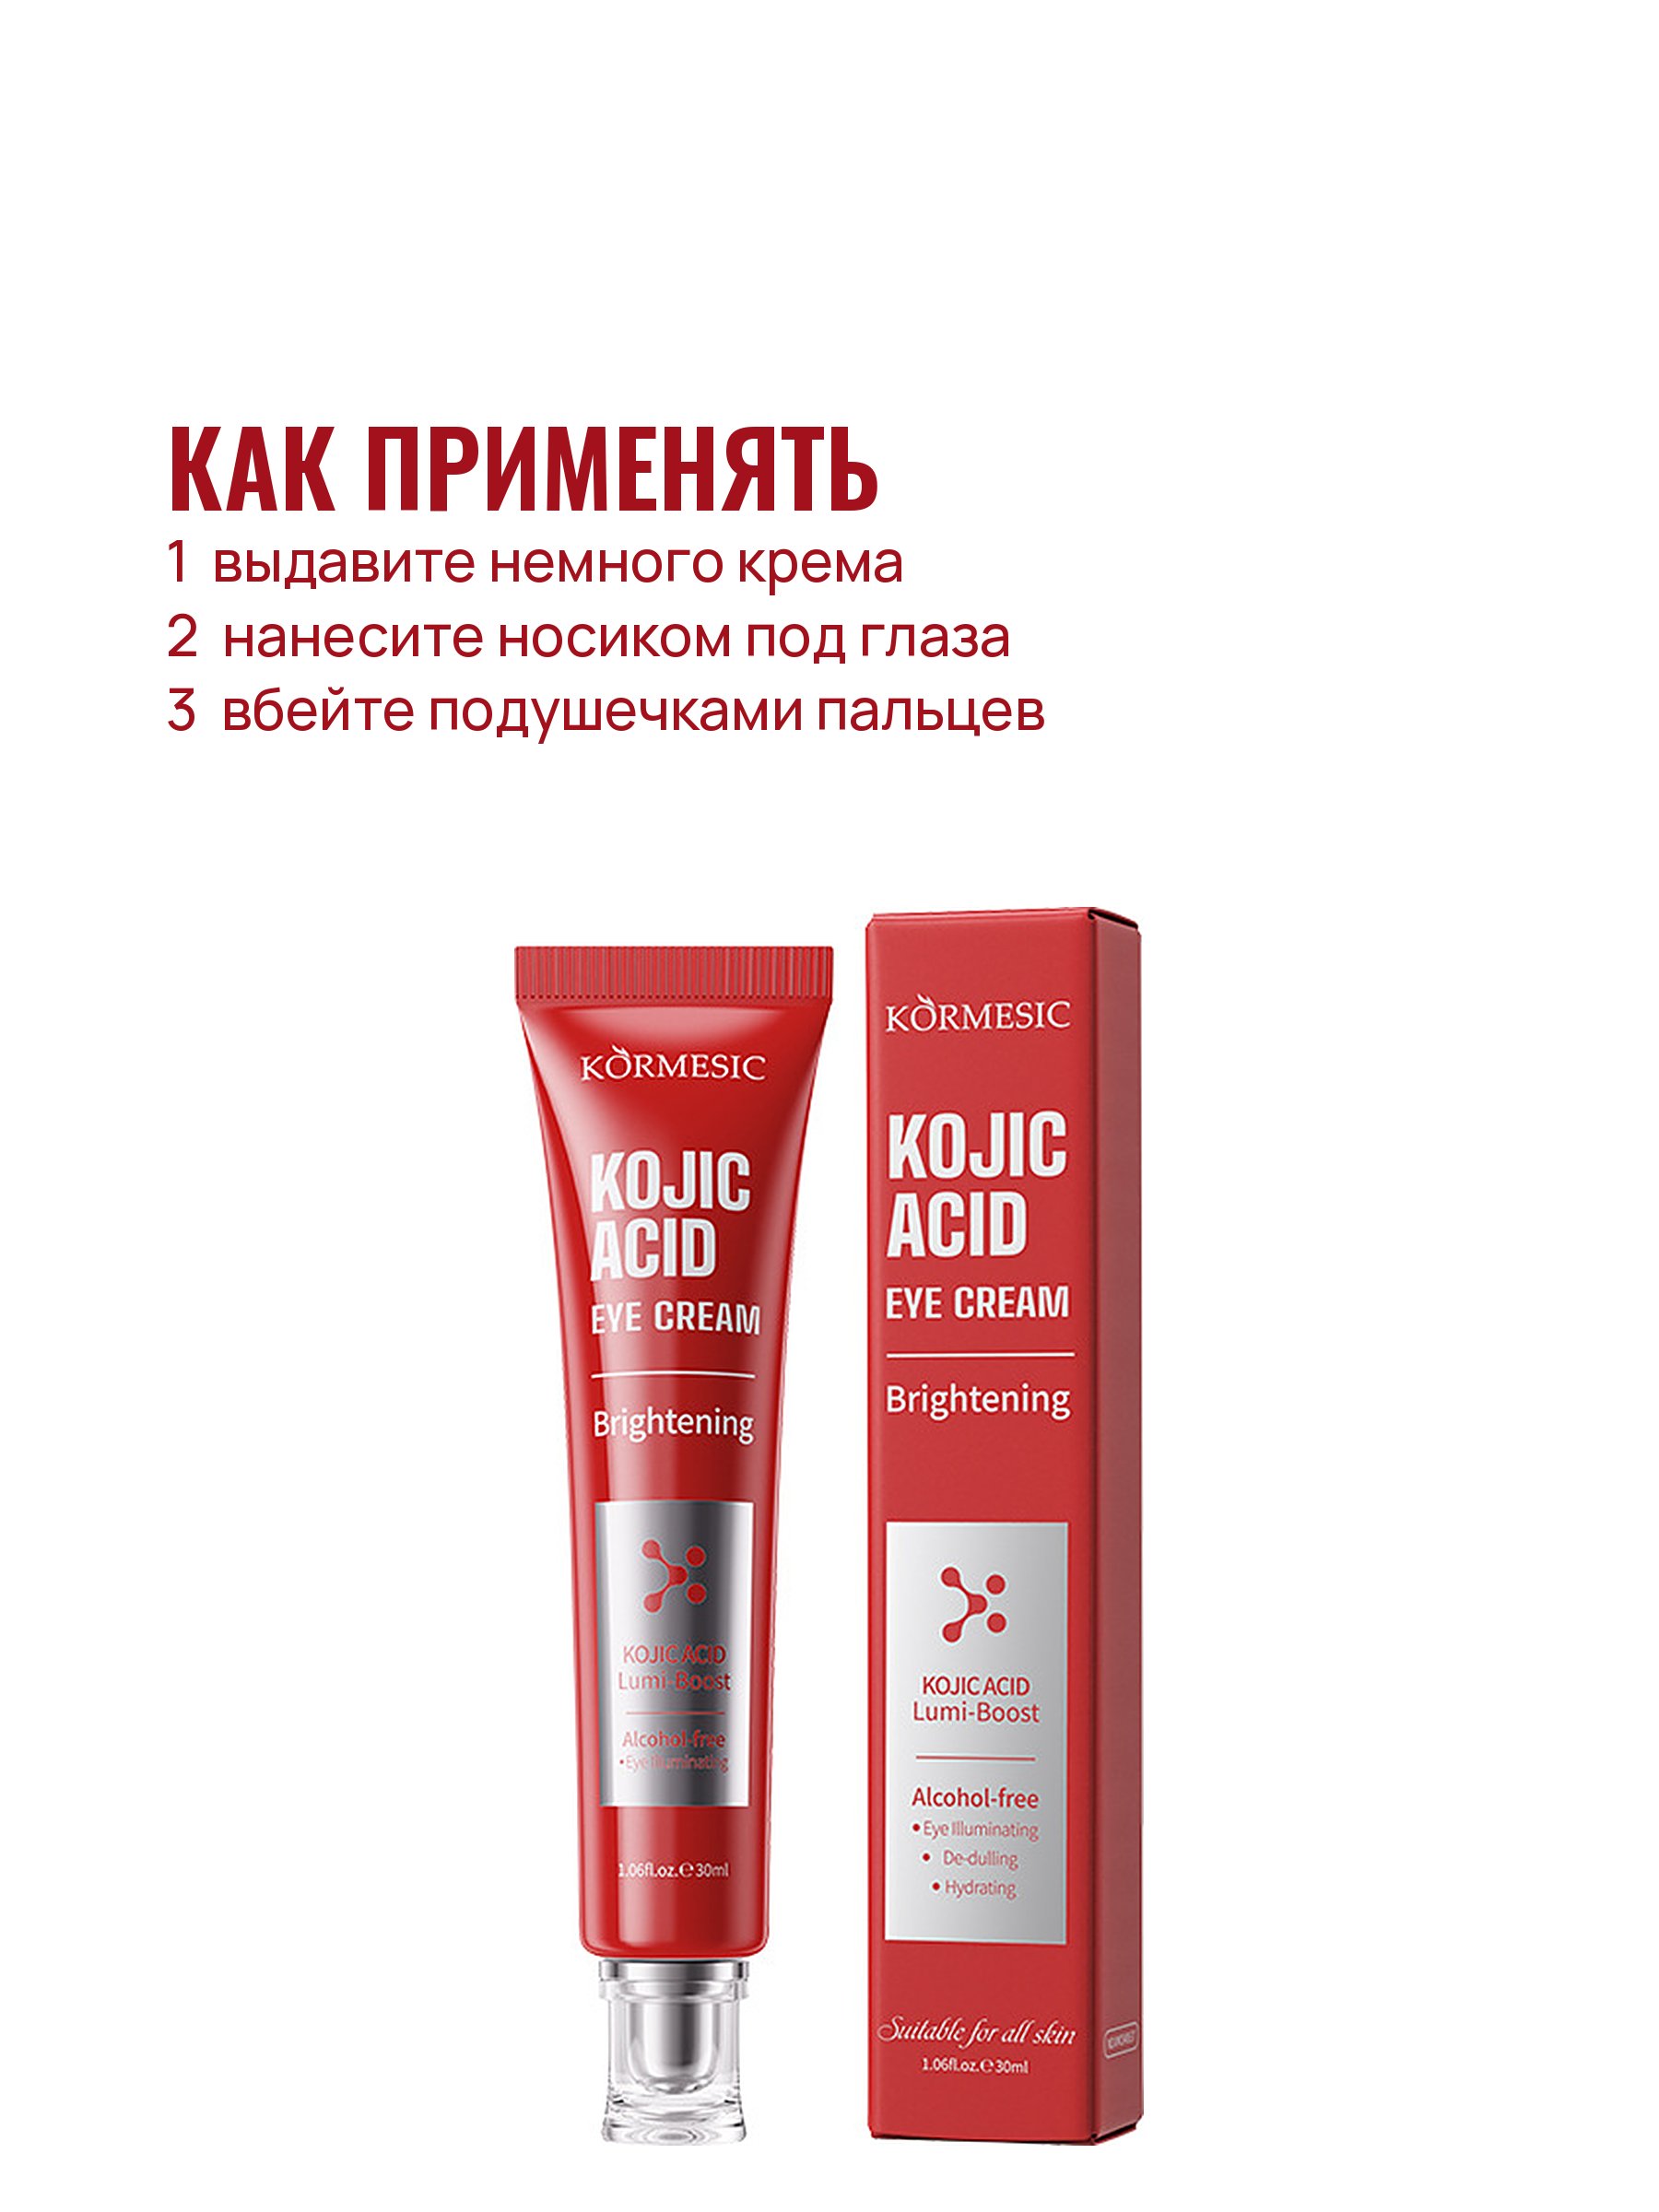 КАК ПРИМЕНЯТЬ
1 выдавите немного крема
2 нанесите носиком под глаза
3 вбейте подушечками пальцев
KORMESIC
KOJIC
ACID
EYE CREAM
Brightening
KOJIC ACID
Lumi-Boost
Alcohol-free
•Eye Illuminating
1.06fl.oz.℮30ml
KORMESIC
KOJIC
ACID
EYE CREAM
Brightening
KOJIC ACID
Lumi-Boost
Alcohol-free
• Eye Illuminating
• De-dulling
• Hydrating
Suitable for all skin
1.06fl.oz.℮30ml